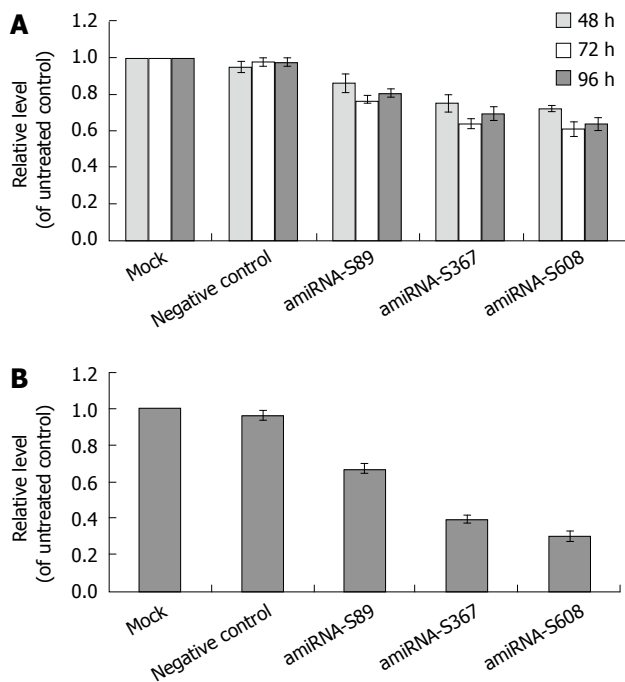 A
1.2
1.0
0.8
0.6
0.4
0.2
0.0
Relative level
(of untreated control)
48 h
72 h
96 h
Mock
Negative control
amiRNA-S89
amiRNA-S367
amiRNA-S608
B
1.2
1.0
0.8
0.6
0.4
0.2
0.0
Relative level
(of untreated control)
Mock
Negative control
amiRNA-S89
amiRNA-S367
amiRNA-S608